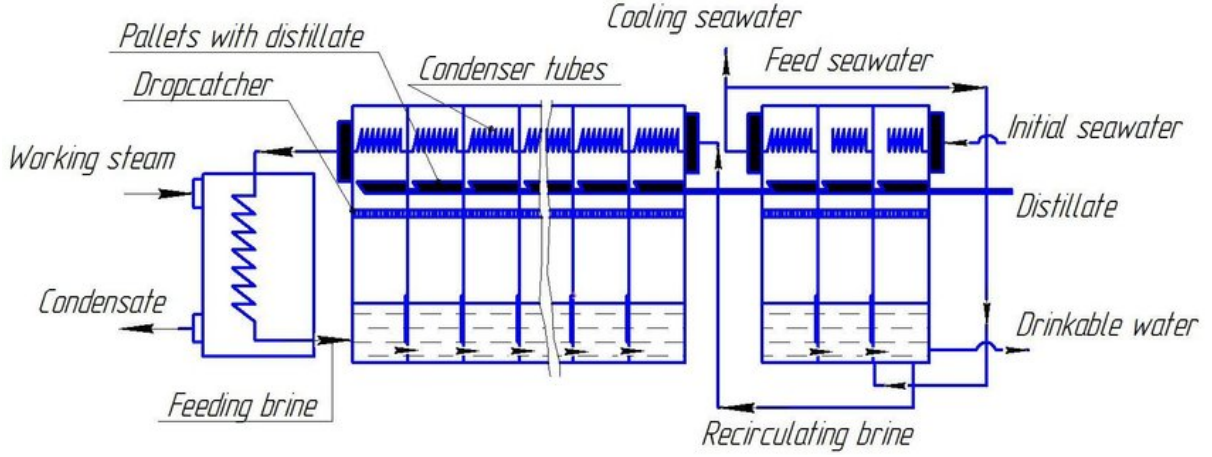 Cooling seawater
Pallets with distillate
Condenser tubes
Feed seawater
Dropcatcher
Initial seawater
Working steam
Distillate
Condensate
Drinkable water
Feeding brine
Recirculating brine